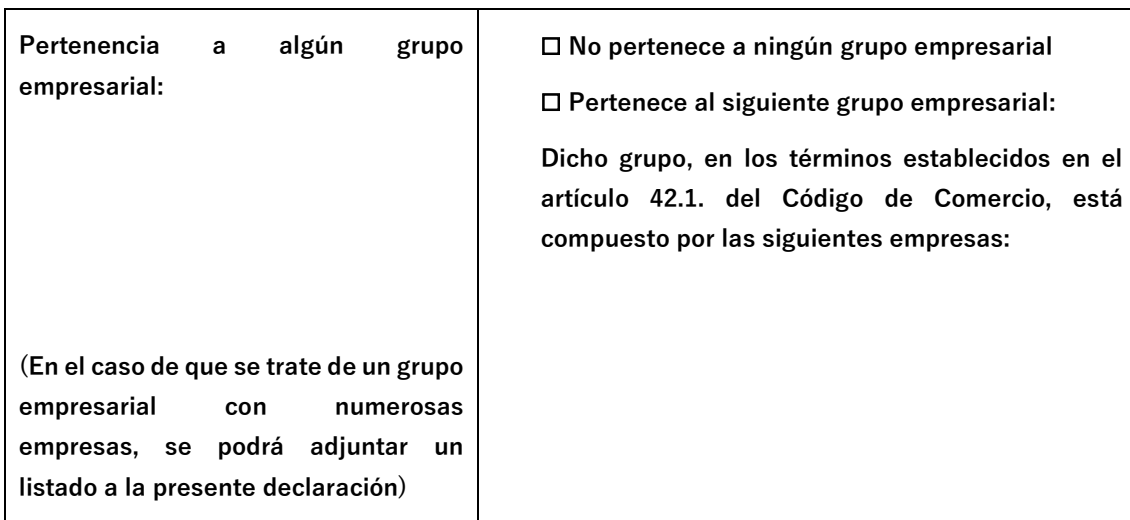 Pertenencia a algún grupo
empresarial:
(En el caso de que se trate de un grupo
empresarial con numerosas
empresas, se podrá adjuntar un
listado a la presente declaración)
☐ No pertenece a ningún grupo empresarial
☐ Pertenece al siguiente grupo empresarial:
Dicho grupo, en los términos establecidos en el
artículo 42.1. del Código de Comercio, está
compuesto por las siguientes empresas: